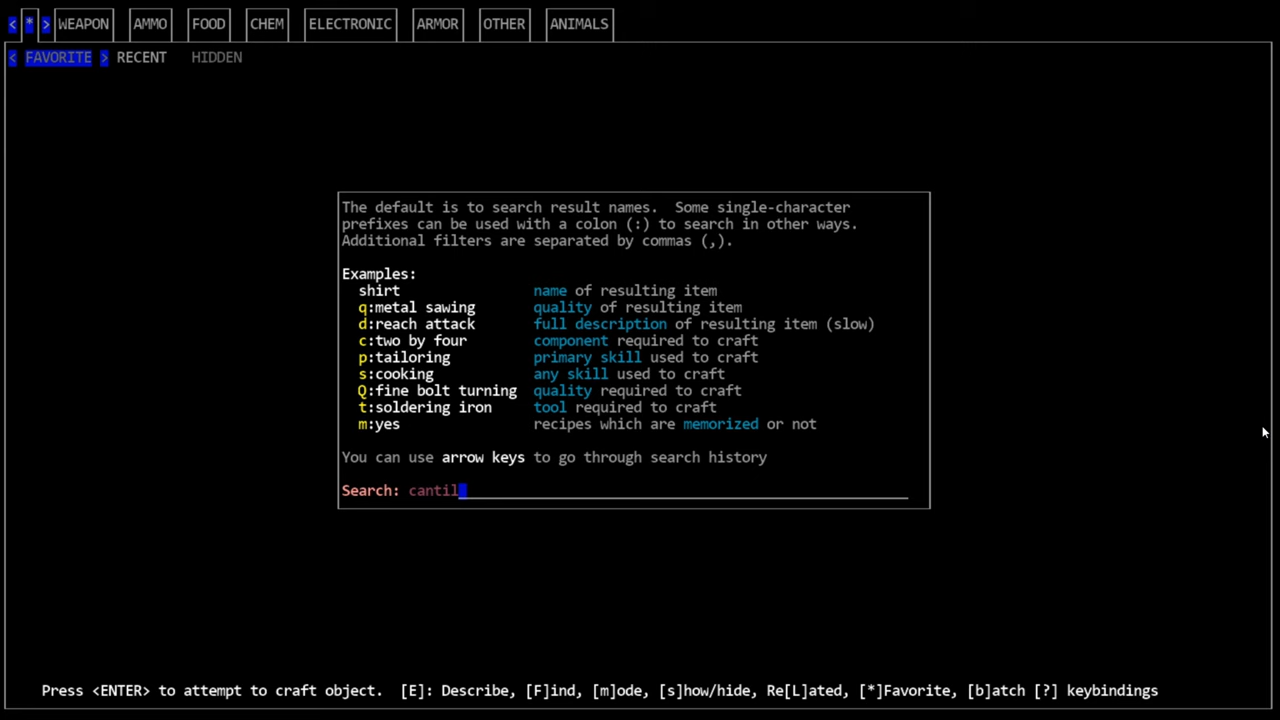 < * > WEAPON AMMO FOOD CHEM ELECTRONIC ARMOR OTHER ANIMALS
< FAVORITE > RECENT HIDDEN
The default is to search result names.  Some single-character
prefixes can be used with a colon (:) to search in other ways.
Additional filters are separated by commas (,).
Examples:
shirt name of resulting item
q:metal sawing quality of resulting item
d:reach attack full description of resulting item (slow)
c:two by four component required to craft
p:tailoring primary skill used to craft
s:cooking any skill used to craft
Q:fine bolt turning quality required to craft
t:soldering iron tool required to craft
m:yes recipes which are memorized or not
You can use arrow keys to go through search history
Search: cantil
Press <ENTER> to attempt to craft object.  [E]: Describe, [F]ind, [m]ode, [s]how/hide, Re[L]ated, [*]Favorite, [b]atch [?] keybindings